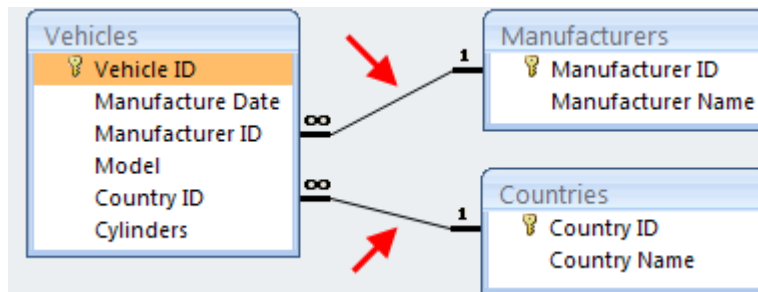 Vehicles
Vehicle ID
Manufacture Date
Manufacturer ID
Model
Country ID
Cylinders
∞
∞
1
1
Manufacturers
Manufacturer ID
Manufacturer Name
Countries
Country ID
Country Name